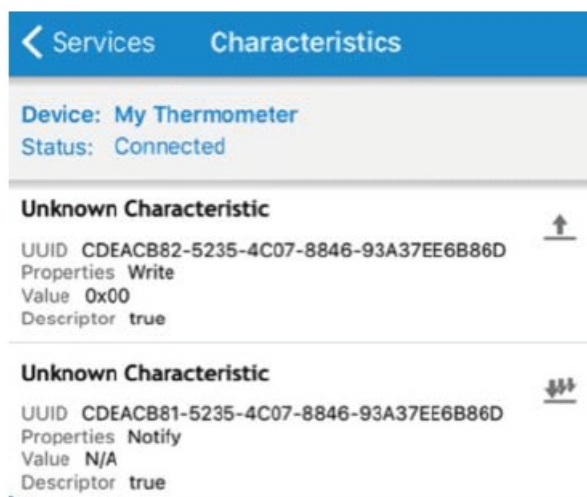 Services Characteristics
Device: My Thermometer
Status: Connected
Unknown Characteristic
UUID CDEACB82-5235-4C07-8846-93A37EE6B86D
Properties Write
Value 0x00
Descriptor true
Unknown Characteristic
UUID CDEACB81-5235-4C07-8846-93A37EE6B86D
Properties Notify
Value N/A
Descriptor true